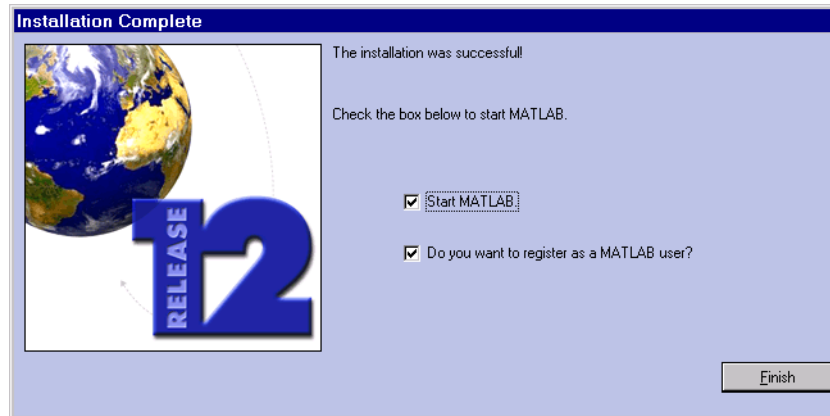 Installation Complete
The installation was successful!
Check the box below to start MATLAB.
Start MATLAB.
Do you want to register as a MATLAB user?
RELEASE
12
Finish